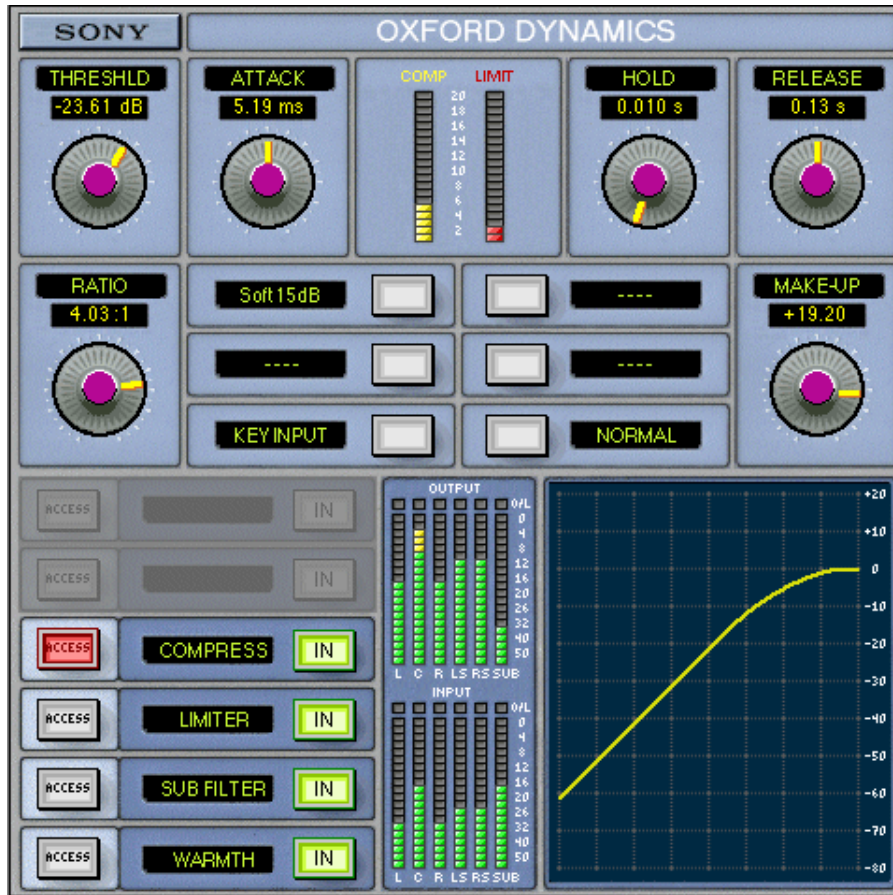 SONY OXFORD DYNAMICS
THRESHLD ATTACK COMP LIMIT HOLD RELEASE
-23.61 dB 5.19 ms 0.010 s 0.13 s
20
18
16
14
12
10
8
6
4
2
RATIO MAKE-UP
4.03:1 +19.20
Soft15dB ----
---- ----
KEY INPUT NORMAL
ACCESS IN
ACCESS IN
ACCESS COMPRESS IN
ACCESS LIMITER IN
ACCESS SUB FILTER IN
ACCESS WARMTH IN
OUTPUT
O/L
0
4
8
12
16
20
26
32
40
50
L C R LS RS SUB
INPUT
O/L
0
4
8
12
16
20
26
32
40
50
L C R LS RS SUB
+20
+10
0
-10
-20
-30
-40
-50
-60
-70
-80